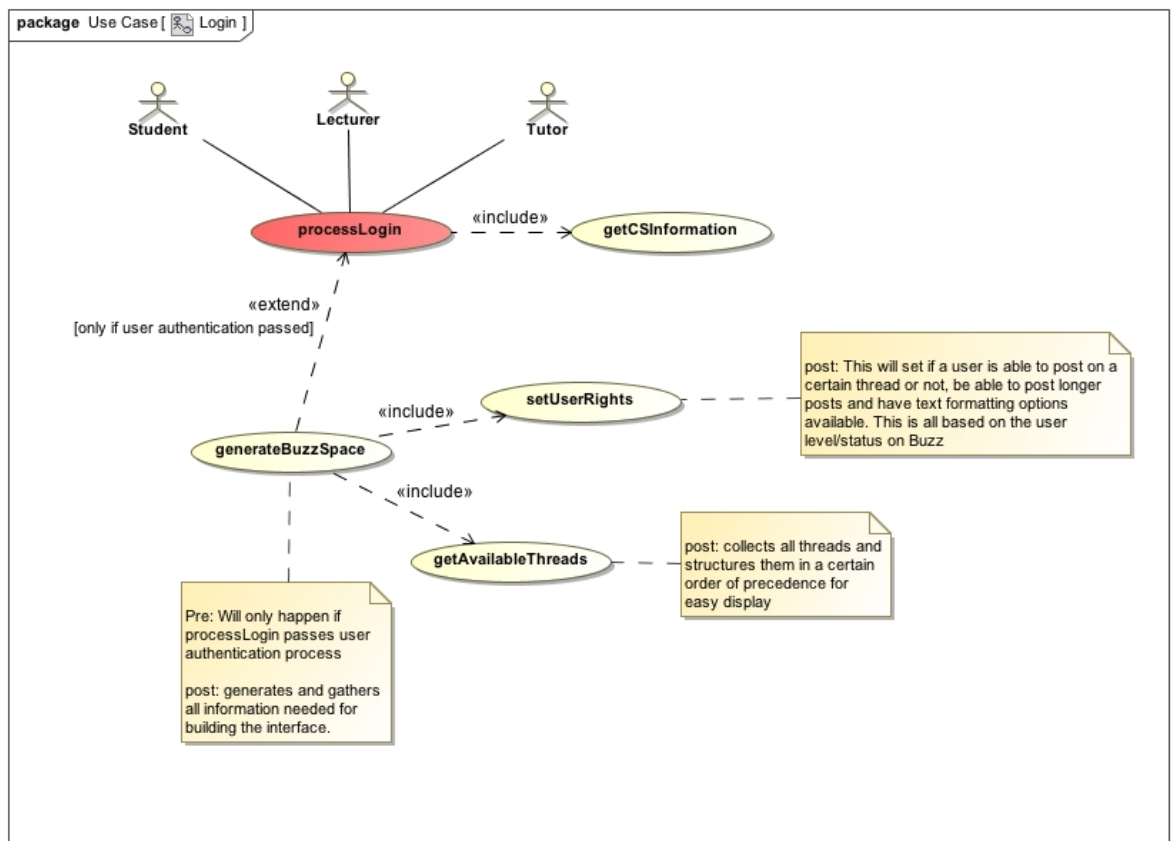 package Use Case [ Login ]
Student
Lecturer
Tutor
processLogin
«include»
getCSInformation
«extend»
[only if user authentication passed]
post: This will set if a user is able to post on a
certain thread or not, be able to post longer
posts and have text formatting options
available. This is all based on the user
level/status on Buzz
setUserRights
«include»
generateBuzzSpace
«include»
getAvailableThreads
post: collects all threads and
structures them in a certain
order of precedence for
easy display
Pre: Will only happen if
processLogin passes user
authentication process
post: generates and gathers
all information needed for
building the interface.